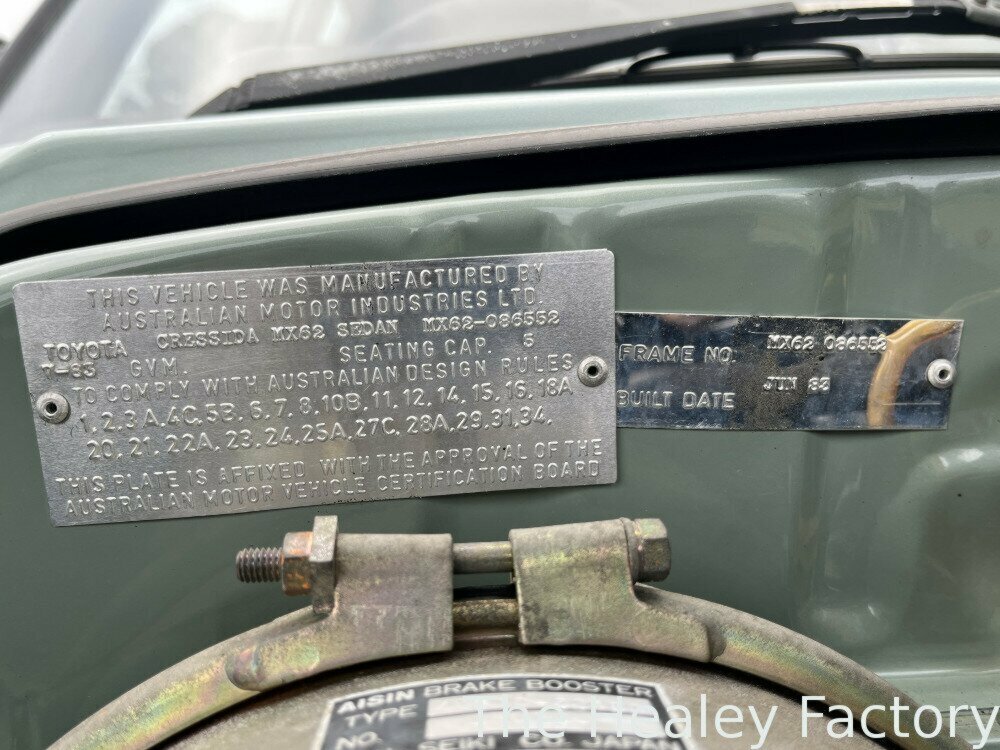 THIS VEHICLE WAS MANUFACTURED BY
AUSTRALIAN MOTOR INDUSTRIES LTD.
TOYOTA CRESSIDA MX62 SEDAN MX62-086552
7-83 GVM. SEATING CAP. 5
TO COMPLY WITH AUSTRALIAN DESIGN RULES
1, 2, 3A, 4C, 5B, 6, 7, 8, 10B, 11, 12, 14, 15, 16, 18A
20, 21, 22A, 23, 24, 25A, 27C, 28A, 29, 31, 34.
THIS PLATE IS AFFIXED WITH THE APPROVAL OF THE
AUSTRALIAN MOTOR VEHICLE CERTIFICATION BOARD
FRAME NO. MX62 086552
JUN 83
BUILT DATE
AISIN BRAKE BOOSTER
TYPE
NO.
SEIKI CO. JAPAN
The Healey Factory